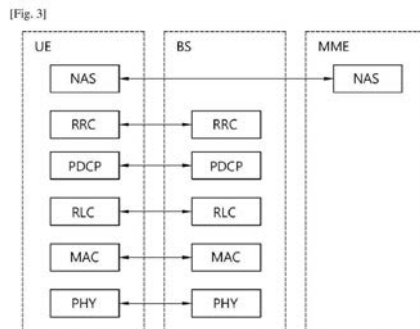 [Fig. 3]
UE BS MME
NAS NAS
RRC RRC
PDCP PDCP
RLC RLC
MAC MAC
PHY PHY